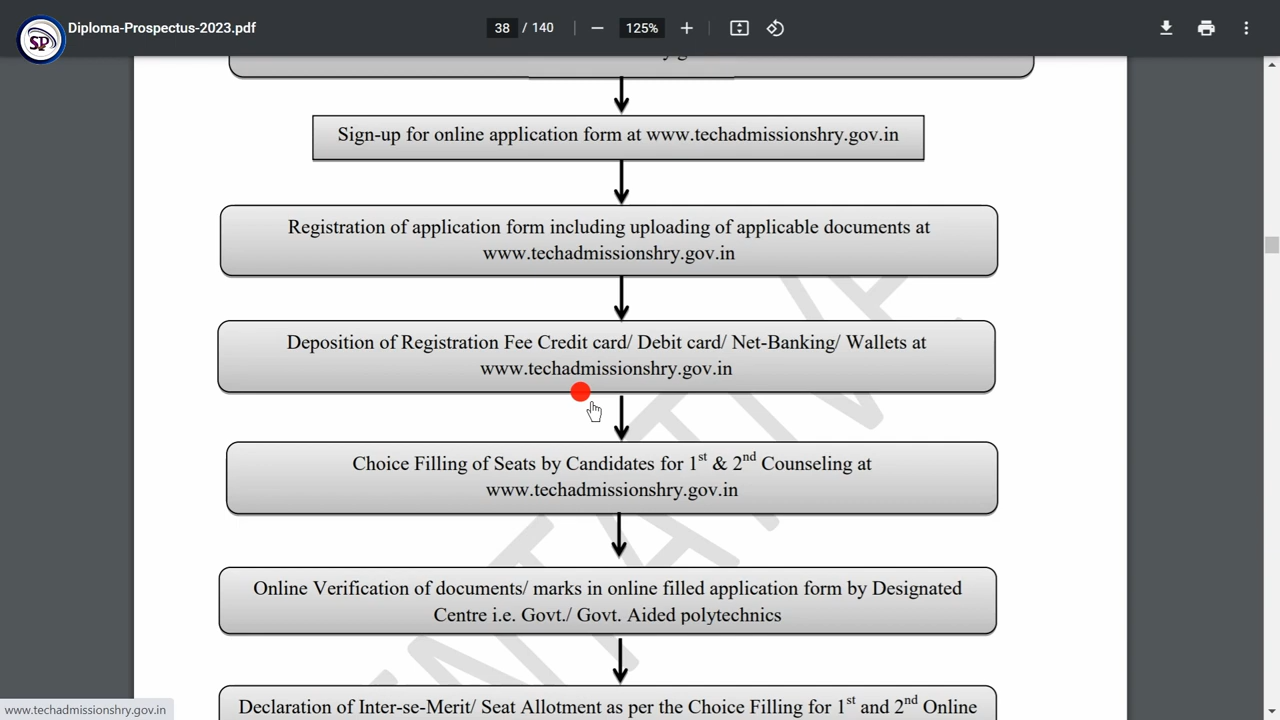 SP
Diploma-Prospectus-2023.pdf
38 / 140
125%
Sign-up for online application form at www.techadmissionshry.gov.in
Registration of application form including uploading of applicable documents at
www.techadmissionshry.gov.in
Deposition of Registration Fee Credit card/ Debit card/ Net-Banking/ Wallets at
www.techadmissionshry.gov.in
Choice Filling of Seats by Candidates for 1st & 2nd Counseling at
www.techadmissionshry.gov.in
Online Verification of documents/ marks in online filled application form by Designated
Centre i.e. Govt./ Govt. Aided polytechnics
Declaration of Inter-se-Merit/ Seat Allotment as per the Choice Filling for 1st and 2nd Online
www.techadmissionshry.gov.in